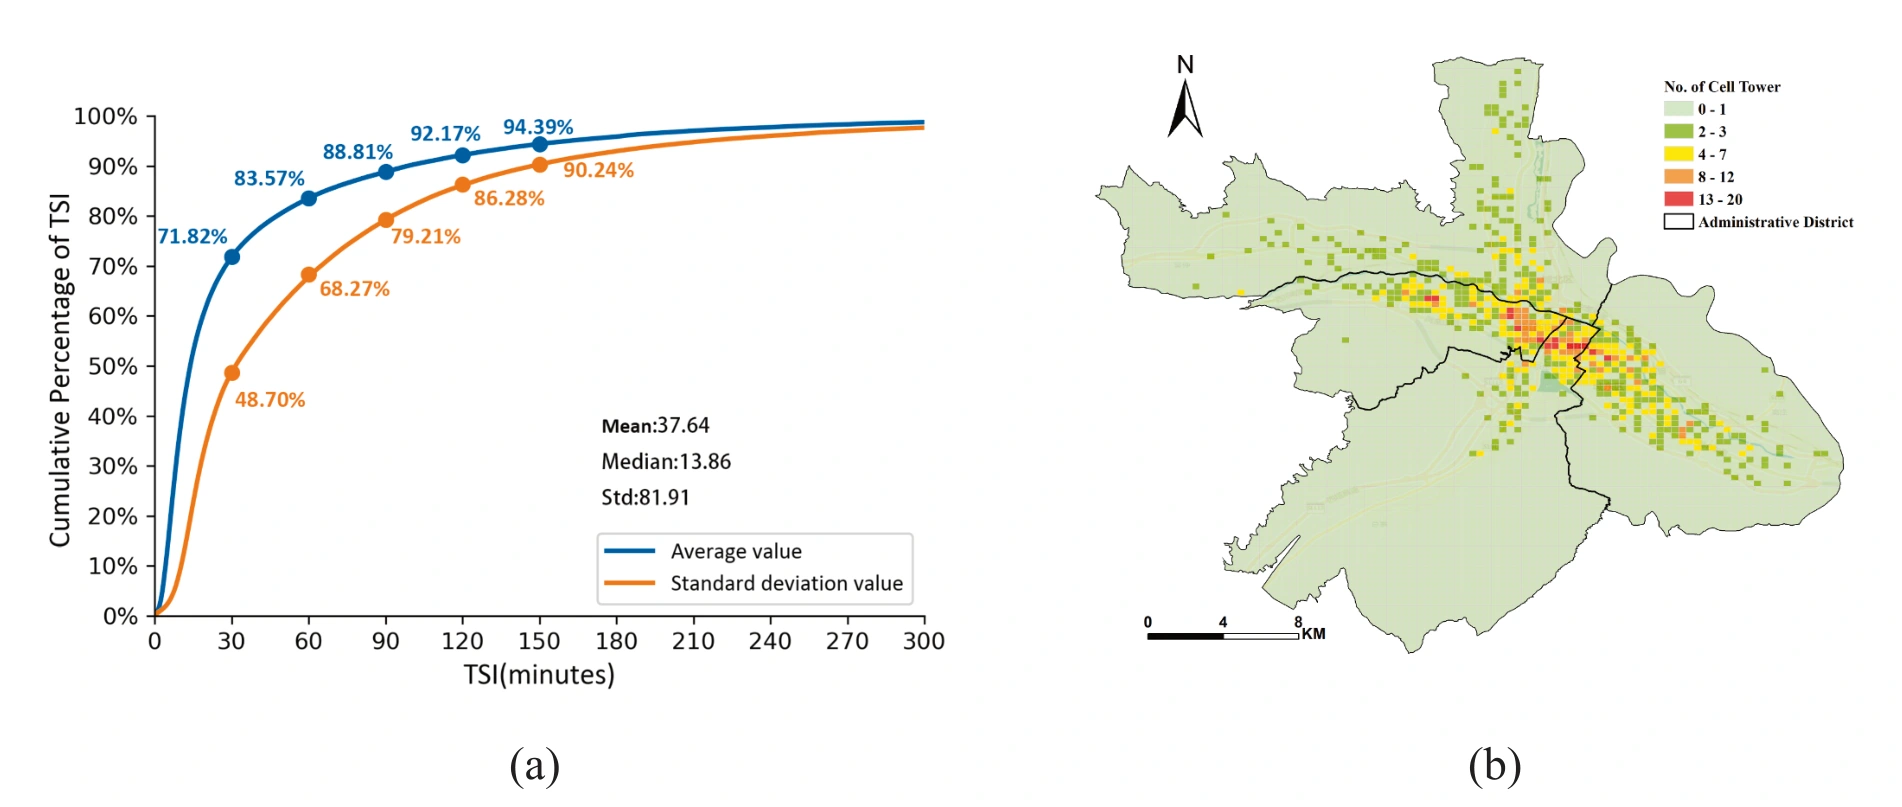 100%
90%
80%
70%
60%
50%
40%
30%
20%
10%
0%
Cumulative Percentage of TSI
71.82%
83.57%
88.81%
92.17%
94.39%
48.70%
68.27%
79.21%
86.28%
90.24%
Mean:37.64
Median:13.86
Std:81.91
Average value
Standard deviation value
0 30 60 90 120 150 180 210 240 270 300
TSI(minutes)
(a)
N
No. of Cell Tower
0 - 1
2 - 3
4 - 7
8 - 12
13 - 20
Administrative District
0 4 8
KM
(b)